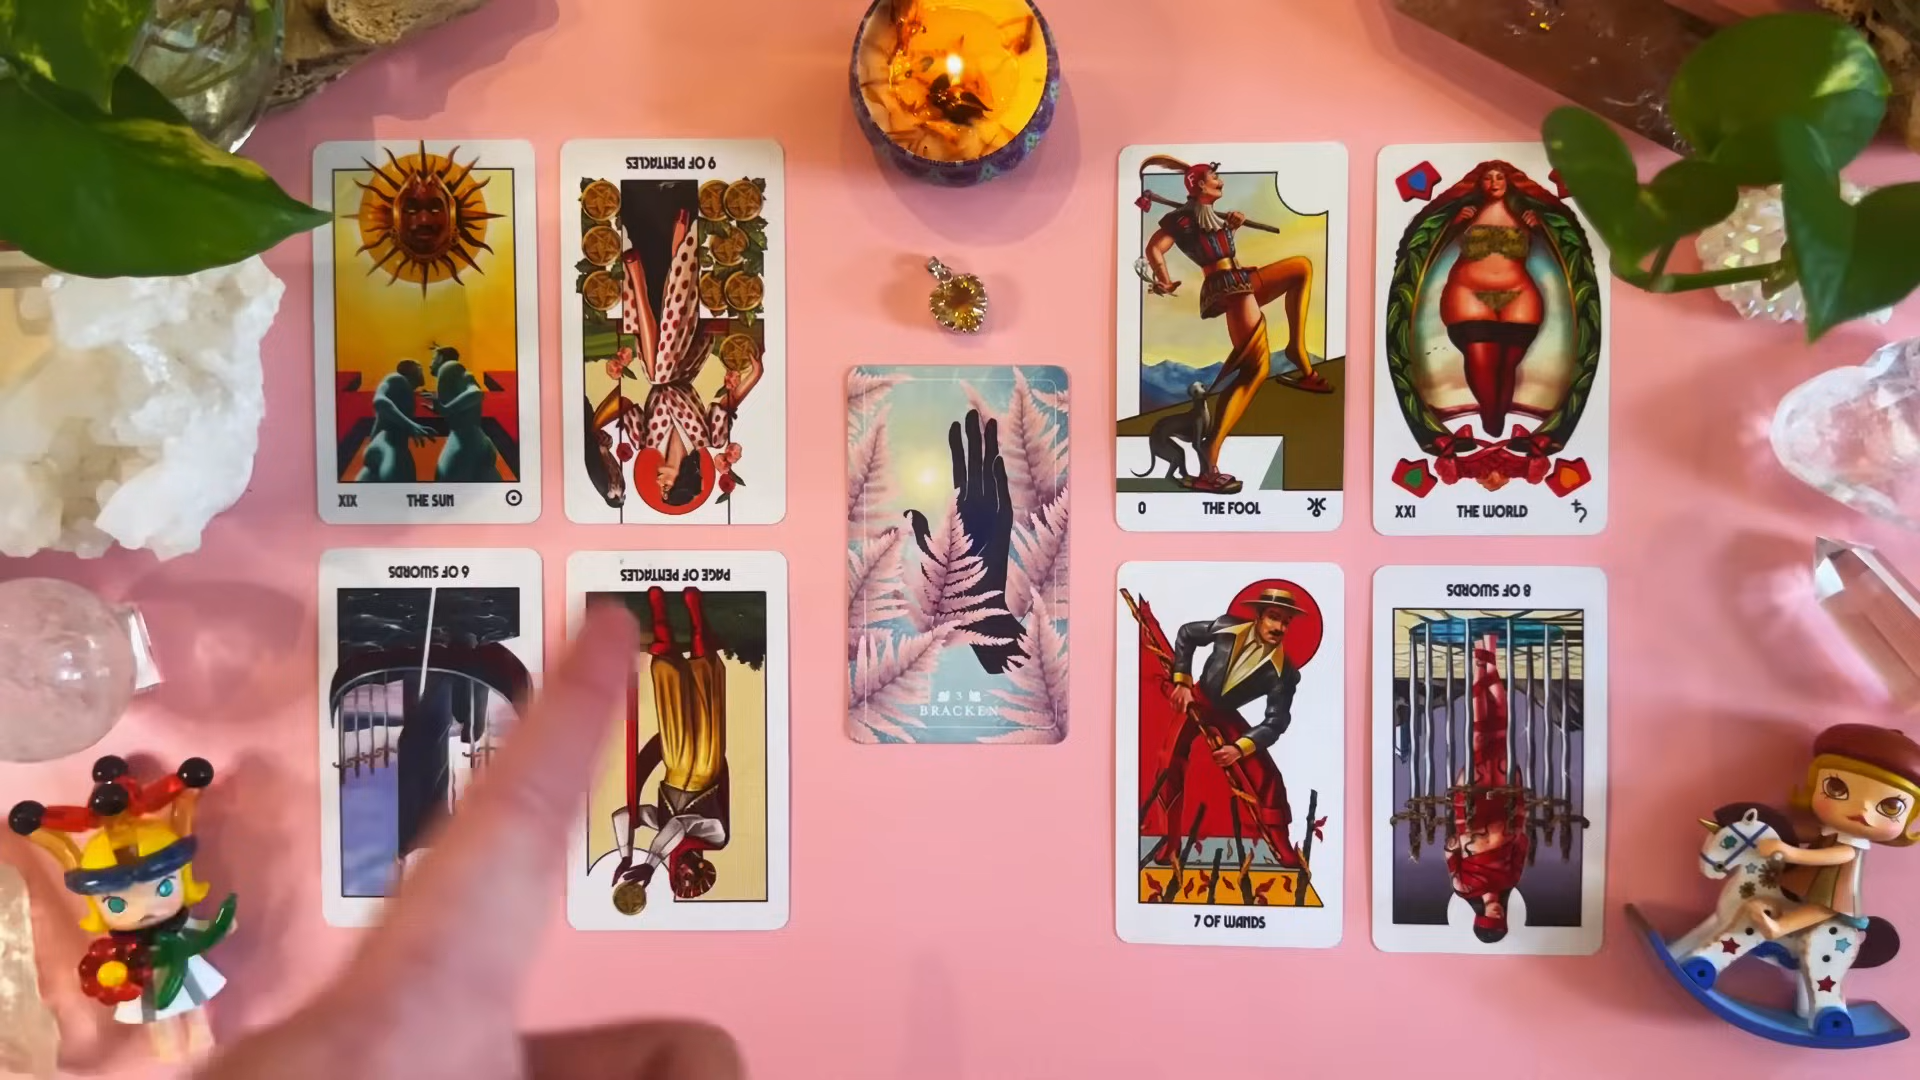 9 OF PENTACLES
XIX THE SUN
0 THE FOOL
XXI THE WORLD
6 OF SWORDS
PAGE OF PENTACLES
3
BRACKEN
8 OF SWORDS
7 OF WANDS